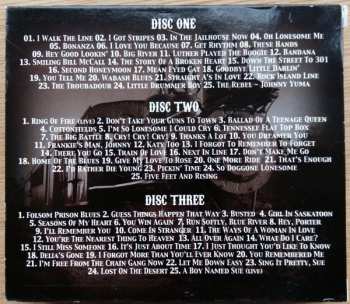 DISC ONE
01. I WALK THE LINE 02. I GOT STRIPES 03. IN THE JAILHOUSE NOW 04. OH LONESOME ME
05. BONANZA 06. I LOVE YOU BECAUSE 07. GET RHYTHM 08. THESE HANDS
09. HEY GOOD LOOKIN' 10. BIG RIVER 11. LUTHER PLAYED THE BOOGIE 12. BANDANA
13. SMILING BILL MCCALL 14. THE STORY OF A BROKEN HEART 15. DOWN THE STREET TO 301
16. SECOND HONEYMOON 17. MEAN EYED CAT 18. GOODBYE LITTLE DARLIN'
19. YOU TELL ME 20. WABASH BLUES 21. STRAIGHT A'S IN LOVE 22. ROCK ISLAND LINE
23. THE TROUBADOUR 24. LITTLE DRUMMER BOY 25. THE REBEL – JOHNNY YUMA
DISC TWO
1. RING OF FIRE (LIVE) 2. DON'T TAKE YOUR GUNS TO TOWN 3. BALLAD OF A TEENAGE QUEEN
4. COTTONFIELDS 5. I'M SO LONESOME I COULD CRY 6. TENNESSEE FLAT TOP BOX
7. THE BIG BATTLE 8. CRY! CRY! CRY! 9. THANKS A LOT 10. YOU DREAMER YOU
11. FRANKIE'S MAN, JOHNNY 12. KATY TOO 13. I FORGOT TO REMEMBER TO FORGET
14. THERE YOU GO 15. TRAIN OF LOVE 16. NEXT IN LINE 17. DON'T MAKE ME GO
18. HOME OF THE BLUES 19. GIVE MY LOVE TO ROSE 20. ONE MORE RIDE 21. THAT'S ENOUGH
22. I'D RATHER DIE YOUNG 23. PICKIN' TIME 24. SO DOGGONE LONESOME
25. FIVE FEET AND RISING
DISC THREE
1. FOLSOM PRISON BLUES 2. GUESS THINGS HAPPEN THAT WAY 3. BUSTED 4. GIRL IN SASKATOON
5. SEASONS OF MY HEART 6. YOU WIN AGAIN 7. RUN SOFTLY, BLUE RIVER 8. HEY, PORTER
9. I'LL REMEMBER YOU 10. COME IN STRANGER 11. THE WAYS OF A WOMAN IN LOVE
12. YOU'RE THE NEAREST THING TO HEAVEN 13. ALL OVER AGAIN 14. WHAT DO I CARE?
15. I STILL MISS SOMEONE 16. IT'S JUST ABOUT TIME 17. I JUST THOUGHT YOU'D LIKE TO KNOW
18. DELIA'S GONE 19. I FORGOT MORE THAN YOU'LL EVER KNOW 20. YOU REMEMBERED ME
21. I'M FREE FROM THE CHAIN GANG NOW 22. LET ME DOWN EASY 23. SING IT PRETTY, SUE
24. LOST ON THE DESERT 25. A BOY NAMED SUE (LIVE)